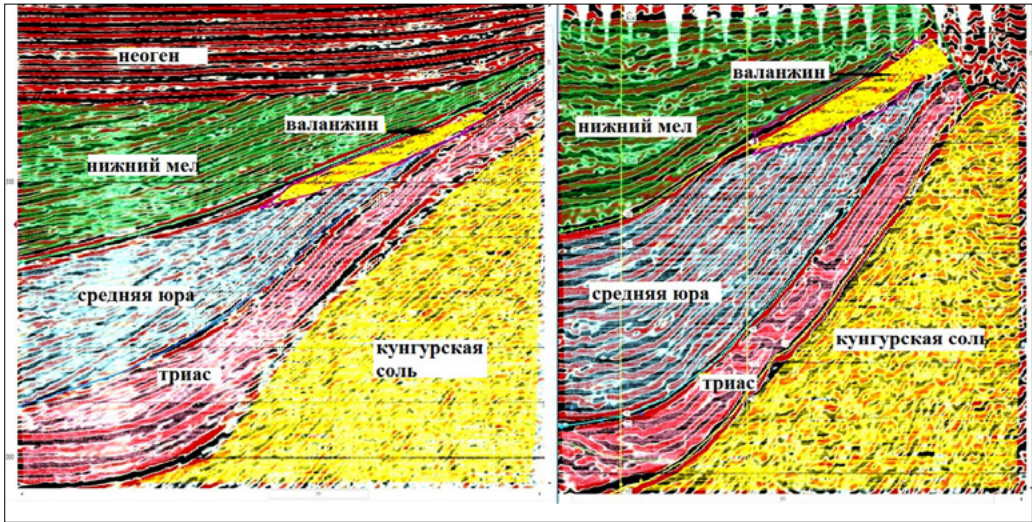 неоген
валанжин
нижний мел
средняя юра
триас
кунгурская
соль
валанжин
нижний мел
средняя юра
кунгурская соль
триас